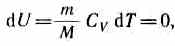 dU = m/M C_V dT = 0,